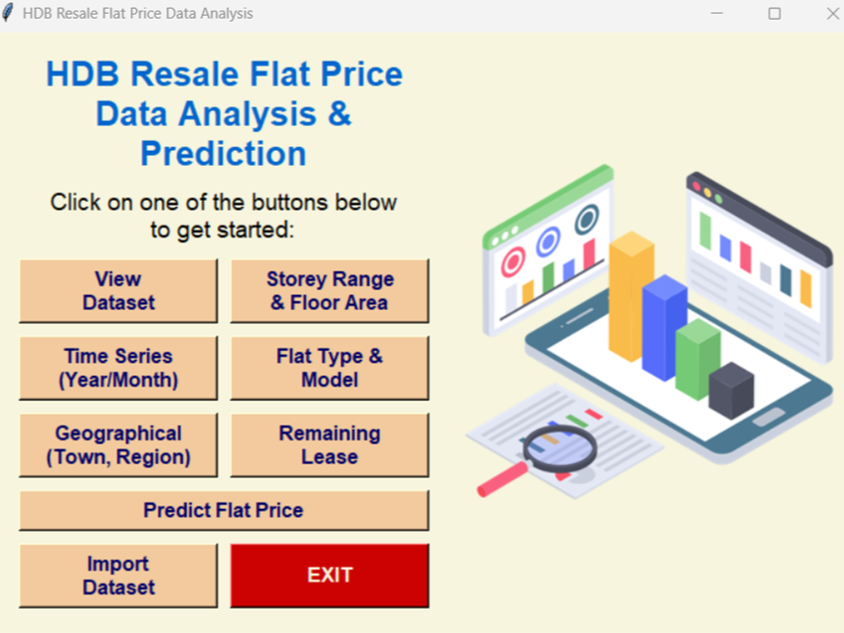 HDB Resale Flat Price Data Analysis
HDB Resale Flat Price
Data Analysis &
Prediction
Click on one of the buttons below
to get started:
View
Dataset
Storey Range
& Floor Area
Time Series
(Year/Month)
Flat Type &
Model
Geographical
(Town, Region)
Remaining
Lease
Predict Flat Price
Import
Dataset
EXIT